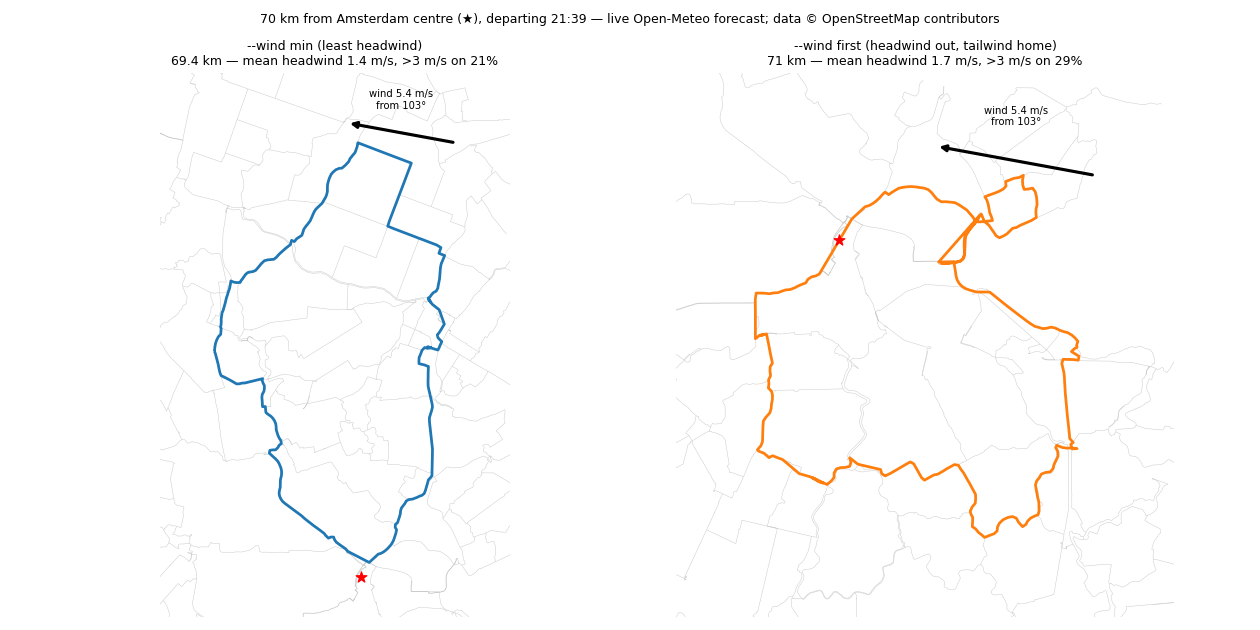 70 km from Amsterdam centre (★), departing 21:39 — live Open-Meteo forecast; data © OpenStreetMap contributors
--wind min (least headwind)
69.4 km — mean headwind 1.4 m/s, >3 m/s on 21%
wind 5.4 m/s
from 103°
--wind first (headwind out, tailwind home)
71 km — mean headwind 1.7 m/s, >3 m/s on 29%
wind 5.4 m/s
from 103°